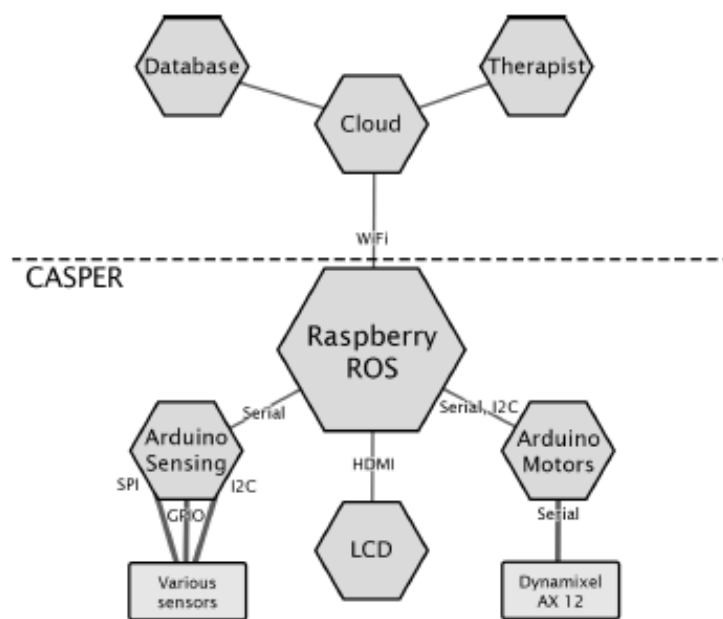 Database
Therapist
Cloud
WiFi
CASPER
Raspberry
ROS
Serial
Serial, I2C
Arduino
Sensing
Arduino
Motors
HDMI
SPI
GPIO
I2C
Serial
LCD
Various
sensors
Dynamixel
AX 12